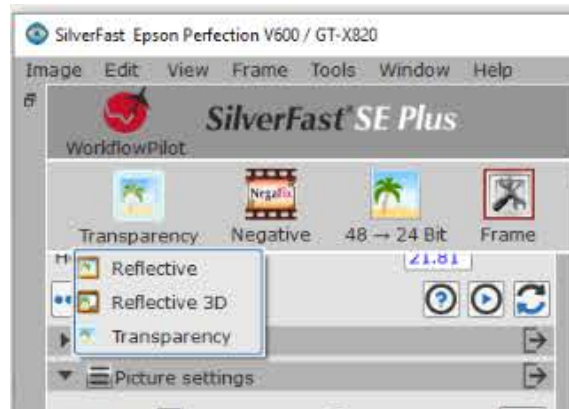 SilverFast Epson Perfection V600 / GT-X820
Image Edit View Frame Tools Window Help
SilverFast® SE Plus
WorkflowPilot
Negafix
Transparency Negative 48 → 24 Bit Frame
21.81
Reflective
Reflective 3D
Transparency
Picture settings